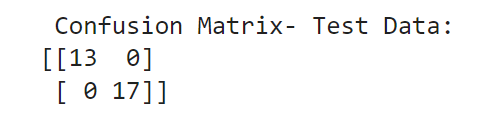 Confusion Matrix- Test Data:
[[13  0]
 [ 0 17]]